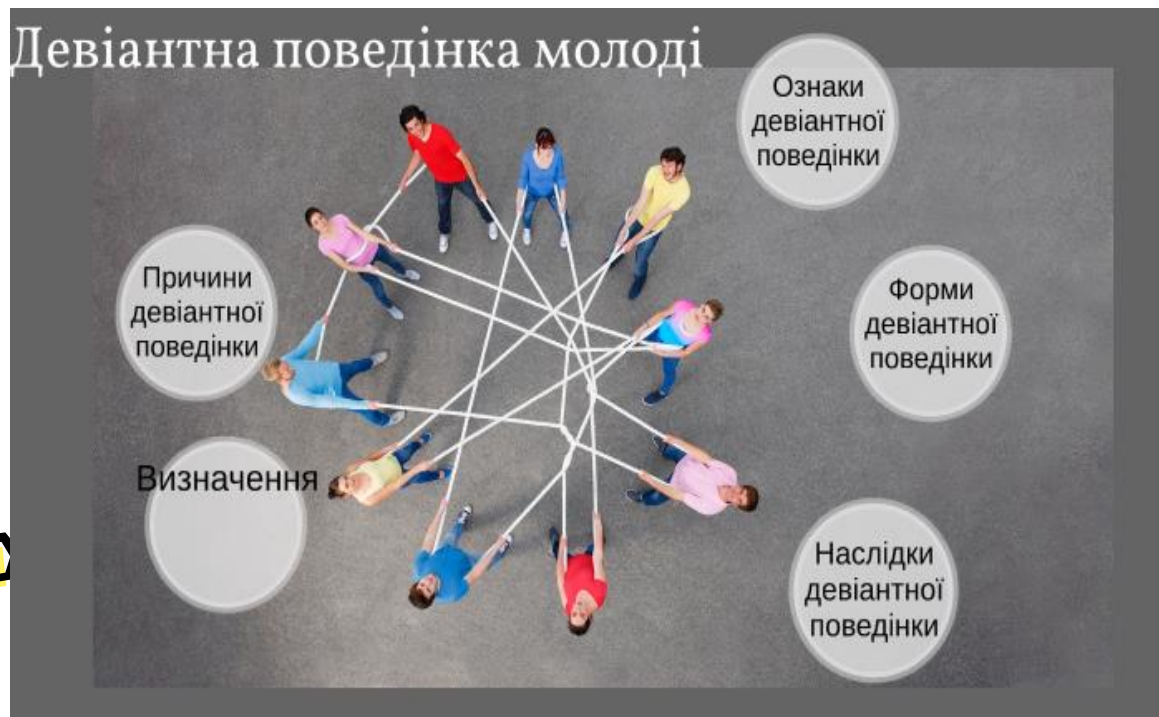 Девіантна поведінка молоді
Ознаки
девіантної
поведінки
Причини
девіантної
поведінки
Форми
девіантної
поведінки
Визначення
Наслідки
девіантної
поведінки